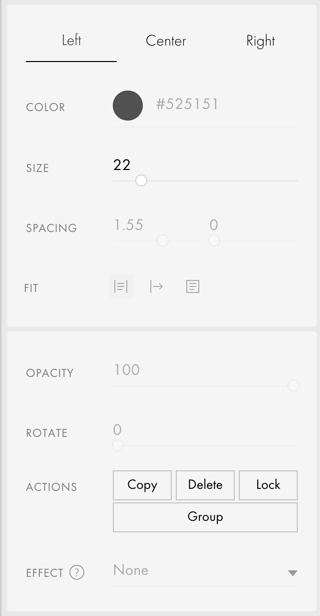 Left Center Right
COLOR #525151
SIZE 22
SPACING 1.55 0
FIT
OPACITY 100
ROTATE 0
ACTIONS Copy Delete Lock
Group
EFFECT ? None